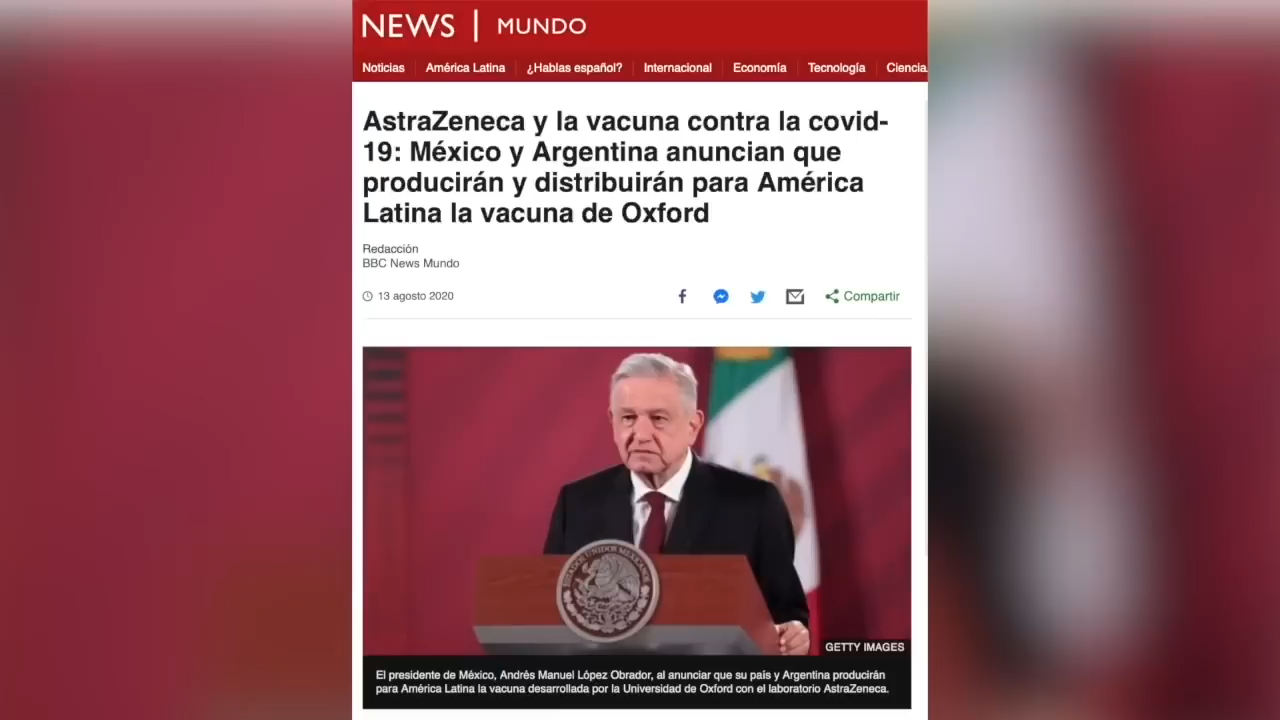 NEWS | MUNDO
Noticias América Latina ¿Hablas español? Internacional Economía Tecnología Ciencia
AstraZeneca y la vacuna contra la covid-
19: México y Argentina anuncian que
producirán y distribuirán para América
Latina la vacuna de Oxford
Redacción
BBC News Mundo
13 agosto 2020
Compartir
ESTADOS UNIDOS MEXICANOS
GETTY IMAGES
El presidente de México, Andrés Manuel López Obrador, al anunciar que su país y Argentina producirán
para América Latina la vacuna desarrollada por la Universidad de Oxford con el laboratorio AstraZeneca.